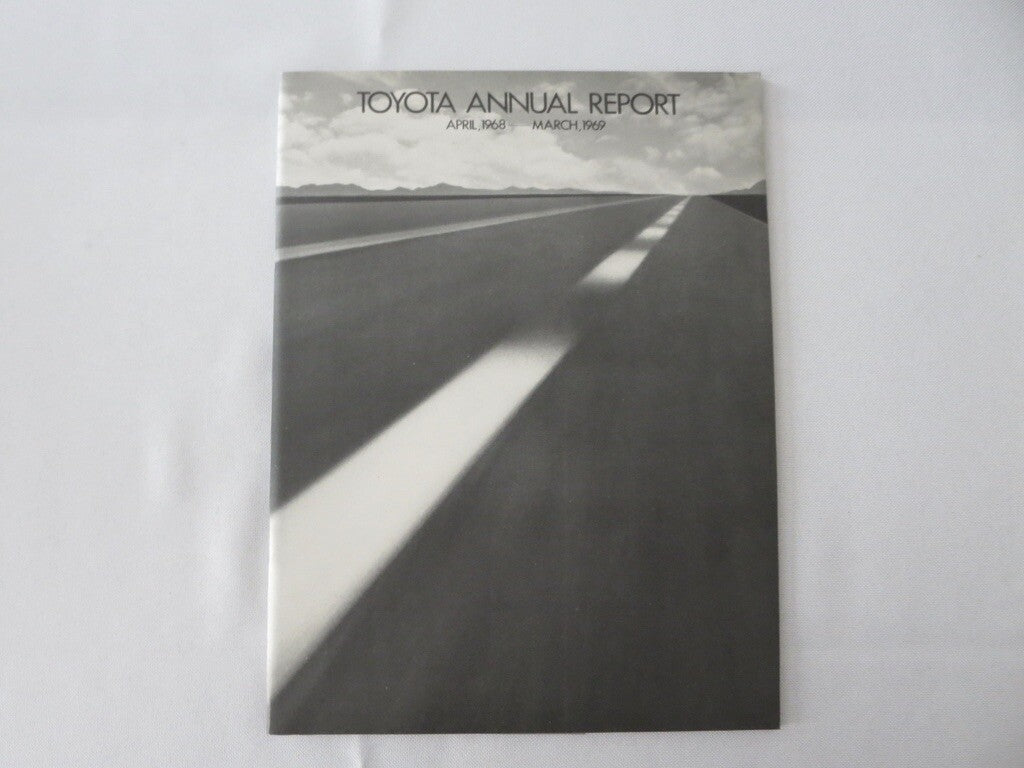 TOYOTA ANNUAL REPORT
APRIL,1968 — MARCH,1969